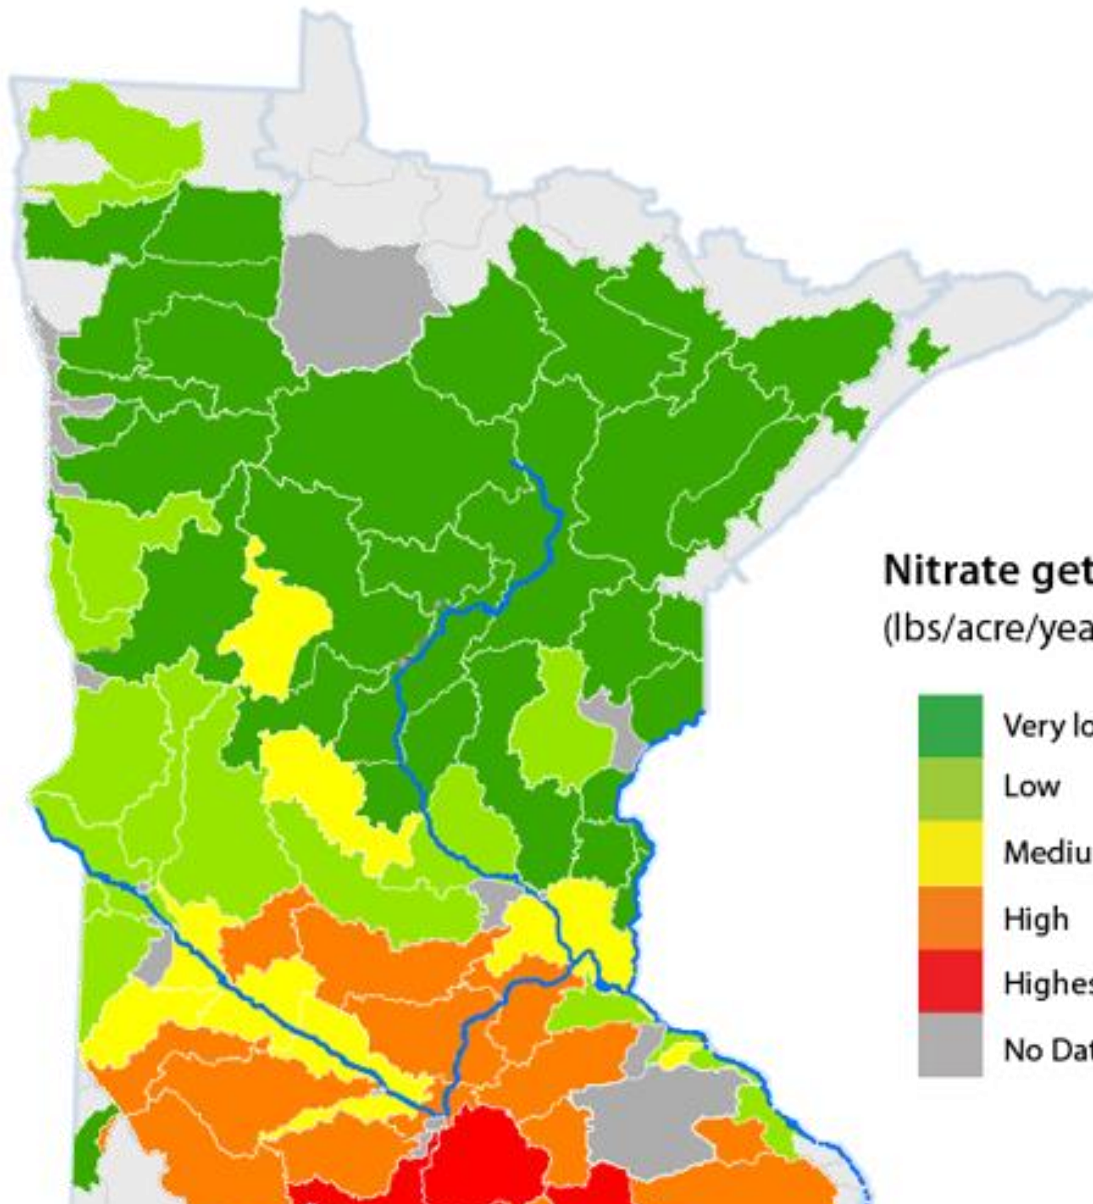 Nitrate get
(lbs/acre/yea
Very lo
Low
Mediu
High
Highes
No Dat